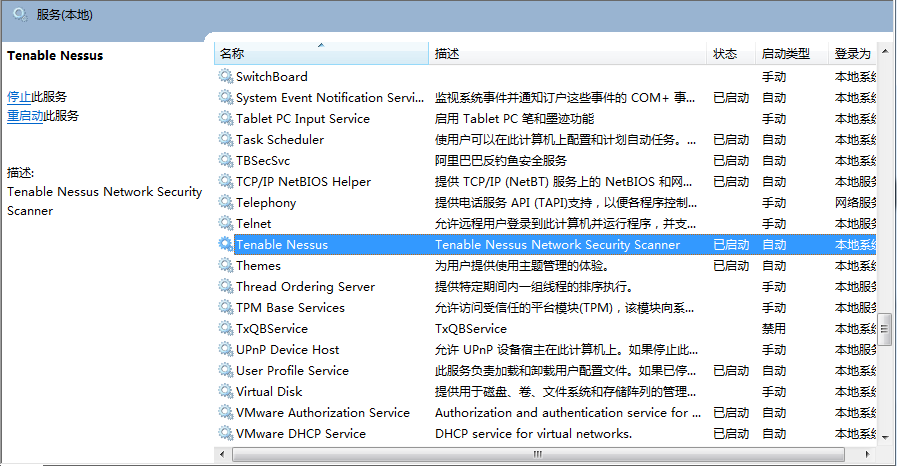 服务(本地)
Tenable Nessus
停止此服务
重启动此服务
描述:
Tenable Nessus Network Security
Scanner
名称 描述 状态 启动类型 登录为
SwitchBoard 手动 本地系统
System Event Notification Servi... 监视系统事件并通知订户这些事件的 COM+ 事... 已启动 自动 本地系统
Tablet PC Input Service 启用 Tablet PC 笔和墨迹功能 手动 本地系统
Task Scheduler 使用户可以在此计算机上配置和计划自动任务。... 已启动 自动 本地系统
TBSecSvc 阿里巴巴反钓鱼安全服务 已启动 自动 本地系统
TCP/IP NetBIOS Helper 提供 TCP/IP (NetBT) 服务上的 NetBIOS 和网... 已启动 自动 本地服务
Telephony 提供电话服务 API (TAPI)支持，以便各程序控制... 手动 网络服务
Telnet 允许远程用户登录到此计算机并运行程序，并支... 手动 本地服务
Tenable Nessus Tenable Nessus Network Security Scanner 已启动 自动 本地系统
Themes 为用户提供使用主题管理的体验。 已启动 自动 本地系统
Thread Ordering Server 提供特定期间内一组线程的排序执行。 手动 本地服务
TPM Base Services 允许访问受信任的平台模块(TPM)，该模块向系... 手动 本地服务
TxQBService TxQBService 禁用 本地系统
UPnP Device Host 允许 UPnP 设备宿主在此计算机上。如果停止此... 手动 本地服务
User Profile Service 此服务负责加载和卸载用户配置文件。如果已停... 已启动 自动 本地系统
Virtual Disk 提供用于磁盘、卷、文件系统和存储阵列的管理... 手动 本地系统
VMware Authorization Service Authorization and authentication service for ... 已启动 自动 本地系统
VMware DHCP Service DHCP service for virtual networks. 已启动 自动 本地系统